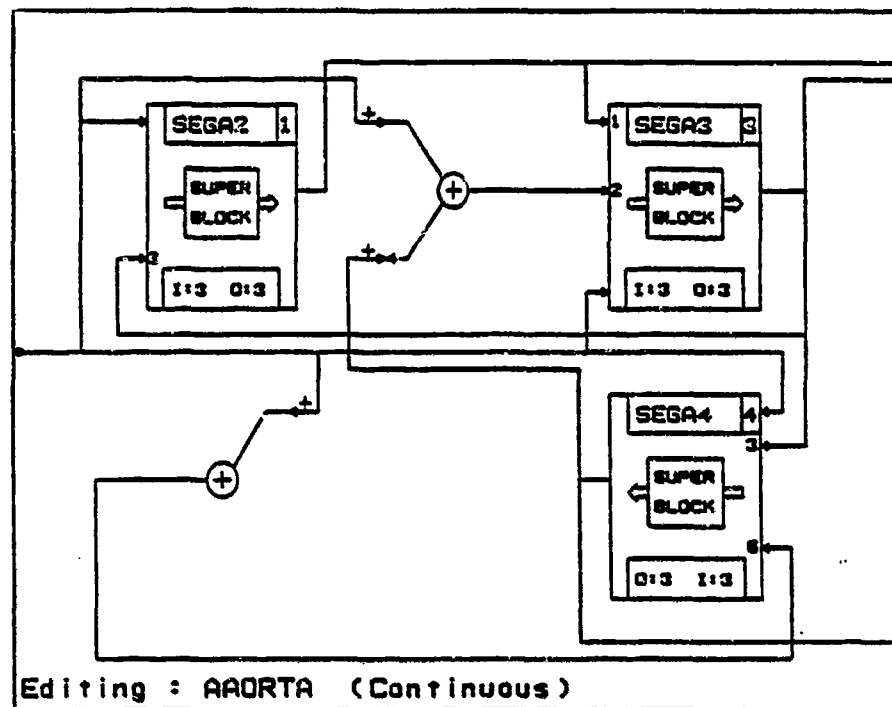 + +
SEGA2 1
1 SEGA3 3
SUPER
BLOCK
2 SUPER
BLOCK
+
+
I:3 O:3
I:3 O:3
+
SEGA4 4
3
+
SUPER
BLOCK
5
O:3 I:3
Editing : AAORTA (Continuous)